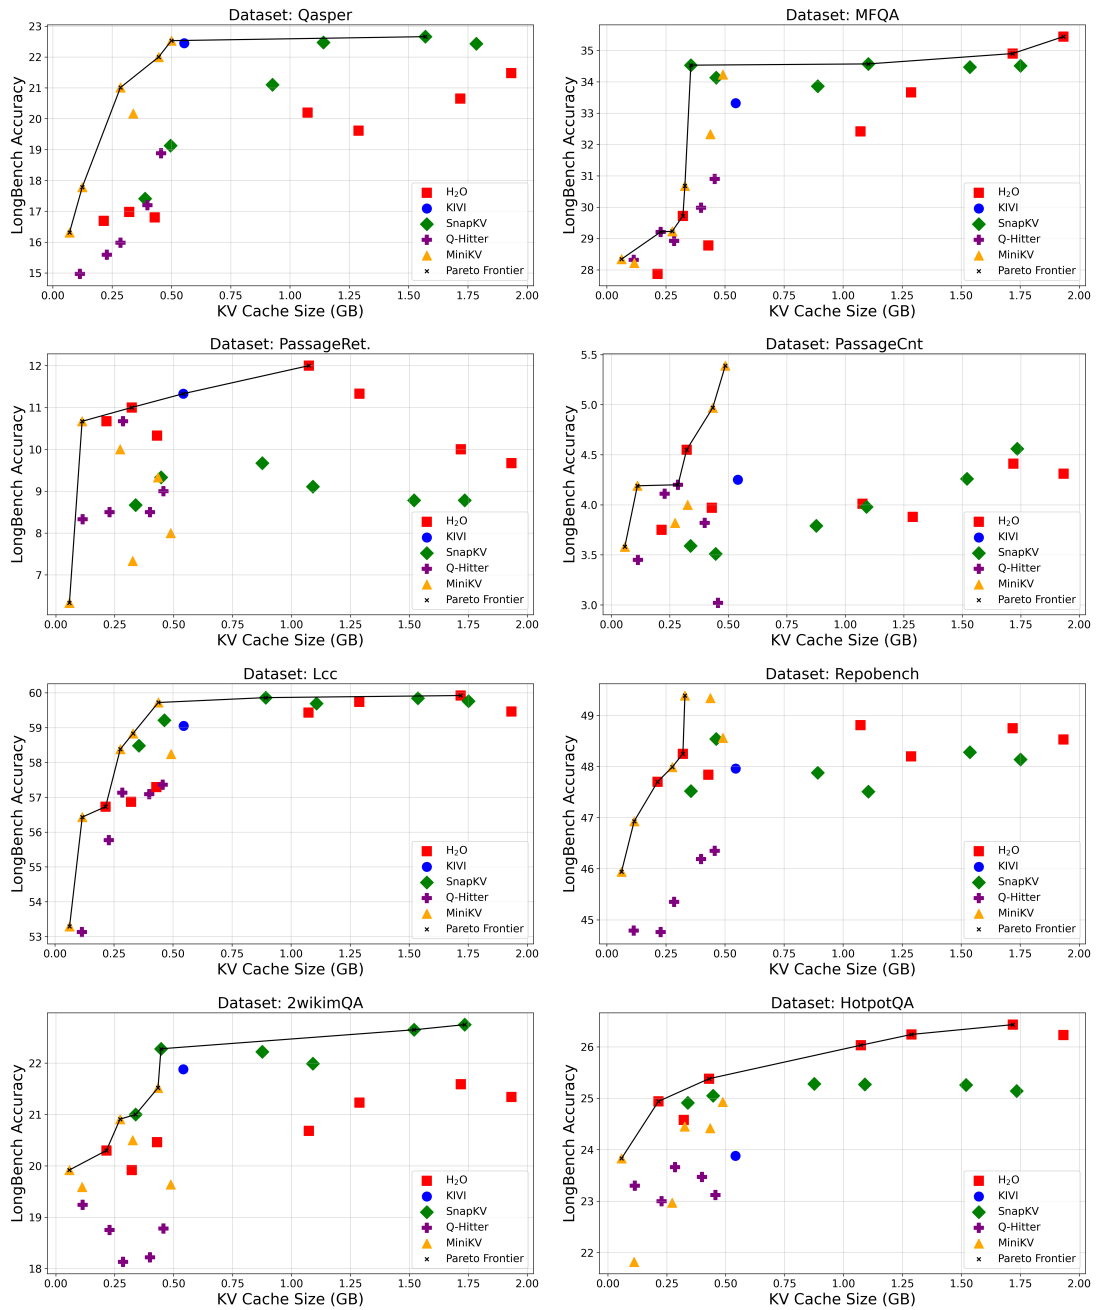 Dataset: Qasper
LongBench Accuracy
23
22
21
20
19
18
17
16
15
H₂O
KIVI
SnapKV
Q-Hitter
MiniKV
Pareto Frontier
0.00 0.25 0.50 0.75 1.00 1.25 1.50 1.75 2.00
KV Cache Size (GB)
Dataset: MFQA
LongBench Accuracy
35
34
33
32
31
30
29
28
H₂O
KIVI
SnapKV
Q-Hitter
MiniKV
Pareto Frontier
0.00 0.25 0.50 0.75 1.00 1.25 1.50 1.75 2.00
KV Cache Size (GB)
Dataset: PassageRet.
LongBench Accuracy
12
11
10
9
8
7
H₂O
KIVI
SnapKV
Q-Hitter
MiniKV
Pareto Frontier
0.00 0.25 0.50 0.75 1.00 1.25 1.50 1.75 2.00
KV Cache Size (GB)
Dataset: PassageCnt
LongBench Accuracy
5.5
5.0
4.5
4.0
3.5
3.0
H₂O
KIVI
SnapKV
Q-Hitter
MiniKV
Pareto Frontier
0.00 0.25 0.50 0.75 1.00 1.25 1.50 1.75 2.00
KV Cache Size (GB)
Dataset: Lcc
LongBench Accuracy
60
59
58
57
56
55
54
53
H₂O
KIVI
SnapKV
Q-Hitter
MiniKV
Pareto Frontier
0.00 0.25 0.50 0.75 1.00 1.25 1.50 1.75 2.00
KV Cache Size (GB)
Dataset: Repobench
LongBench Accuracy
49
48
47
46
45
H₂O
KIVI
SnapKV
Q-Hitter
MiniKV
Pareto Frontier
0.00 0.25 0.50 0.75 1.00 1.25 1.50 1.75 2.00
KV Cache Size (GB)
Dataset: 2wikimQA
LongBench Accuracy
22
21
20
19
18
H₂O
KIVI
SnapKV
Q-Hitter
MiniKV
Pareto Frontier
0.00 0.25 0.50 0.75 1.00 1.25 1.50 1.75 2.00
KV Cache Size (GB)
Dataset: HotpotQA
LongBench Accuracy
26
25
24
23
22
H₂O
KIVI
SnapKV
Q-Hitter
MiniKV
Pareto Frontier
0.00 0.25 0.50 0.75 1.00 1.25 1.50 1.75 2.00
KV Cache Size (GB)